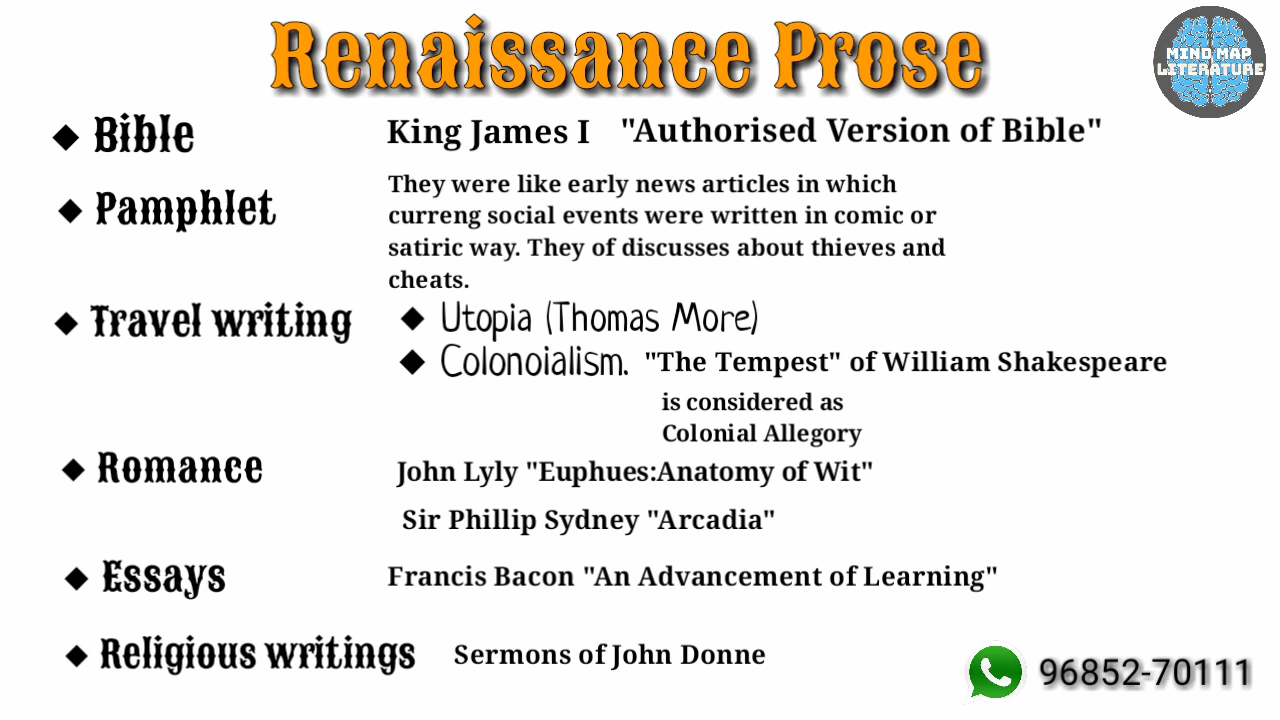 Renaissance Prose
MIND MAP
LITERATURE
◆ Bible King James I "Authorised Version of Bible"
◆ Pamphlet
They were like early news articles in which
curreng social events were written in comic or
satiric way. They of discusses about thieves and
cheats.
◆ Travel writing ◆ Utopia (Thomas More)
◆ Colonoialism. "The Tempest" of William Shakespeare
is considered as
Colonial Allegory
◆ Romance John Lyly "Euphues:Anatomy of Wit"
Sir Phillip Sydney "Arcadia"
◆ Essays Francis Bacon "An Advancement of Learning"
◆ Religious writings Sermons of John Donne
96852-70111